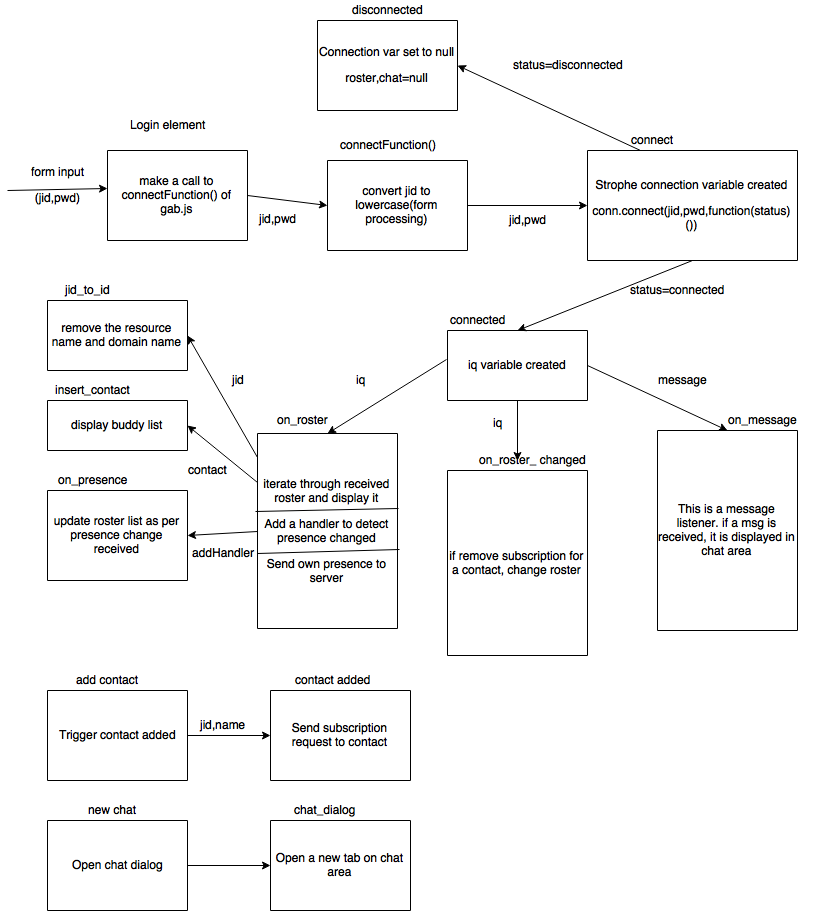 disconnected
Connection var set to null
roster,chat=null
status=disconnected
Login element
form input
(jid,pwd)
make a call to
connectFunction() of
gab.js
jid,pwd
connectFunction()
convert jid to
lowercase(form
processing)
jid,pwd
connect
Strophe connection variable created
conn.connect(jid,pwd,function(status)
{})
status=connected
connected
iq variable created
jid_to_id
remove the resource
name and domain name
jid
iq
iq
message
insert_contact
display buddy list
contact
on_presence
update roster list as per
presence change
received
addHandler
on_roster
iterate through received
roster and display it
Add a handler to detect
presence changed
Send own presence to
server
on_roster_ changed
if remove subscription for
a contact, change roster
on_message
This is a message
listener. if a msg is
received, it is displayed in
chat area
add contact
Trigger contact added
jid,name
contact added
Send subscription
request to contact
new chat
Open chat dialog
chat_dialog
Open a new tab on chat
area